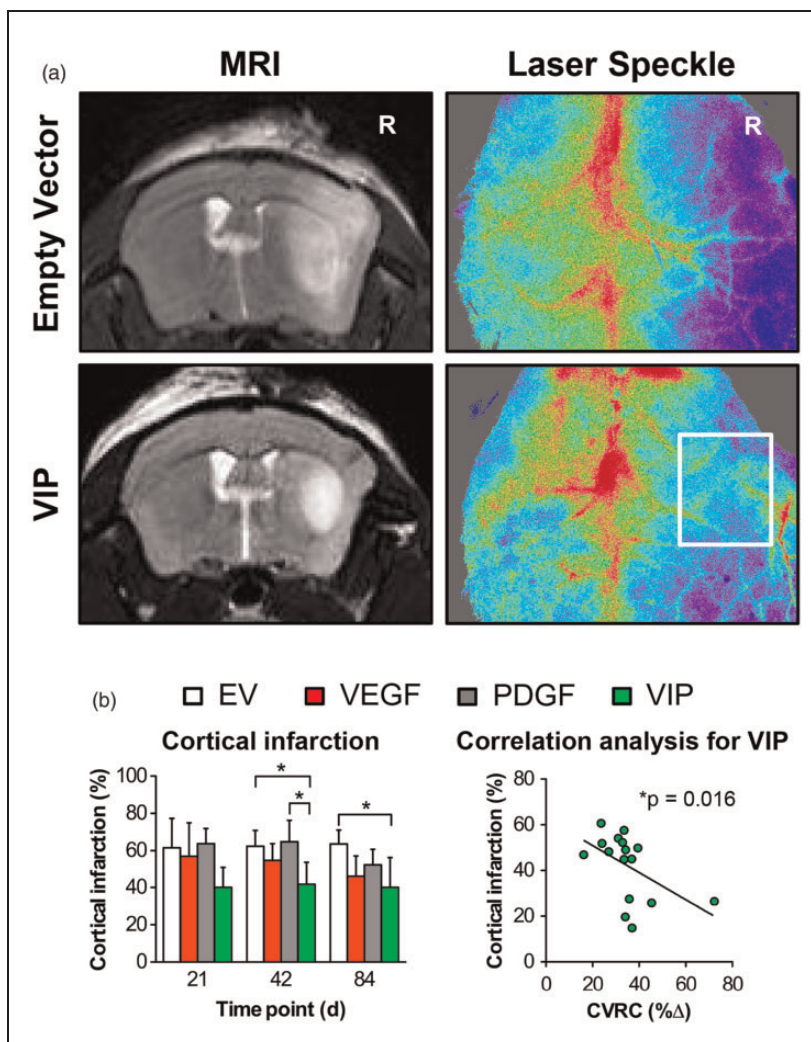 (a)
MRI
Laser Speckle
Empty Vector
R
R
VIP
(b)
EV VEGF PDGF VIP
Cortical infarction
Cortical infarction (%)
100
80
60
40
20
0
*
*
*
21 42 84
Time point (d)
Correlation analysis for VIP
Cortical infarction (%)
80
60
40
20
0
*p = 0.016
0 20 40 60 80
CVRC (%Δ)